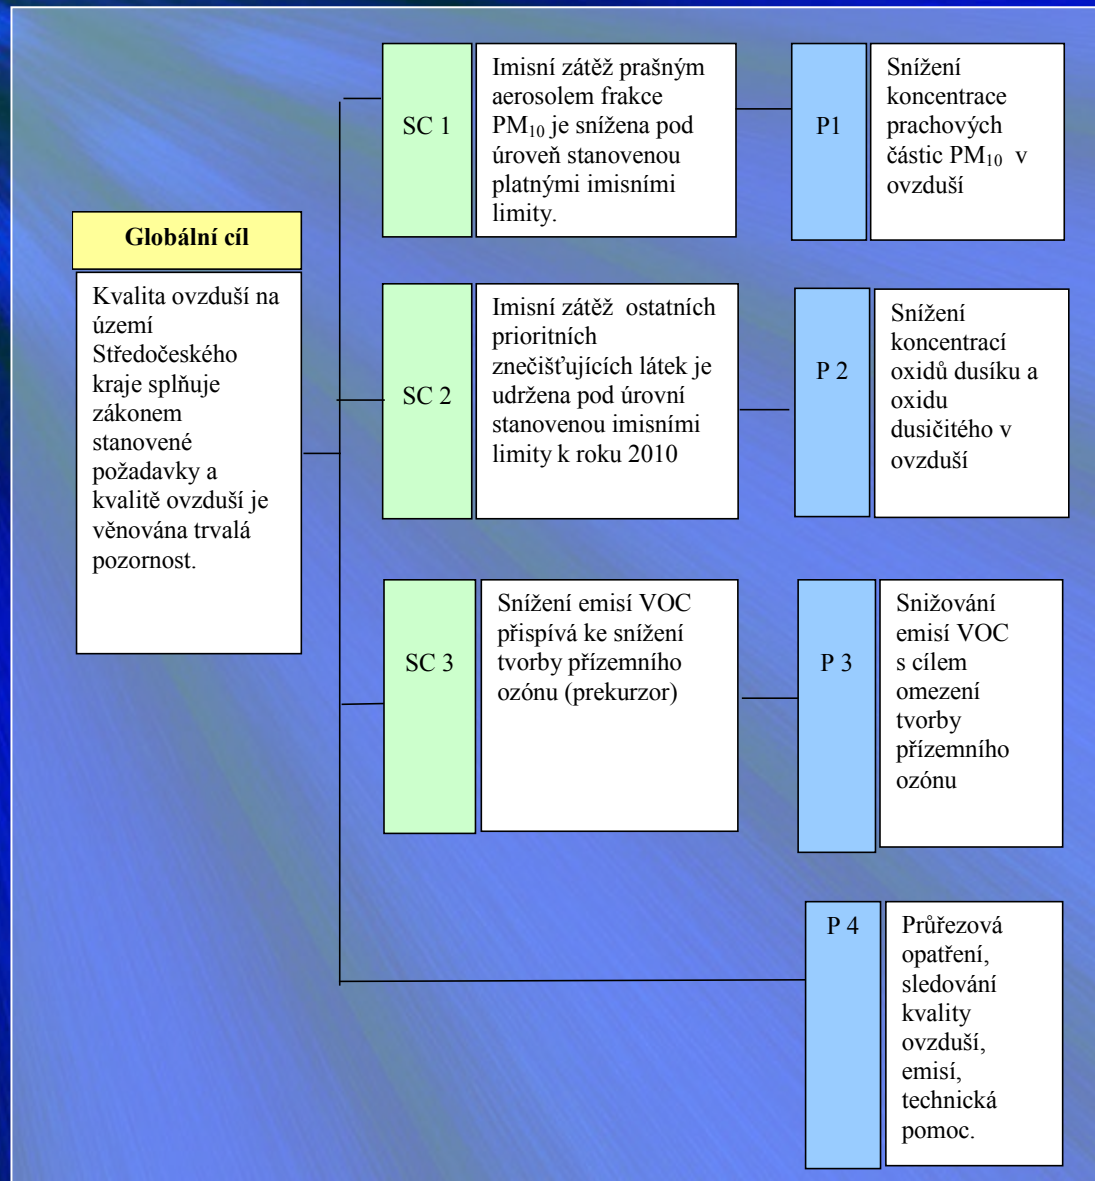 Globální cíl
Kvalita ovzduší na
území
Středočeského
kraje splňuje
zákonem
stanovené
požadavky a
kvalitě ovzduší je
věnována trvalá
pozornost.
SC 1
Imisní zátěž prašným
aerosolem frakce
PM₁₀ je snížena pod
úroveň stanovenou
platnými imisními
limity.
P1
Snížení
koncentrace
prachových
částic PM₁₀ v
ovzduší
SC 2
Imisní zátěž ostatních
prioritních
znečišťujících látek je
udržena pod úrovní
stanovenou imisními
limity k roku 2010
P 2
Snížení
koncentrací
oxidů dusíku a
oxidu
dusičitého v
ovzduší
SC 3
Snížení emisí VOC
přispívá ke snížení
tvorby přízemního
ozónu (prekurzor)
P 3
Snižování
emisí VOC
s cílem
omezení
tvorby
přízemního
ozónu
P 4
Průřezová
opatření,
sledování
kvality
ovzduší,
emisí,
technická
pomoc.